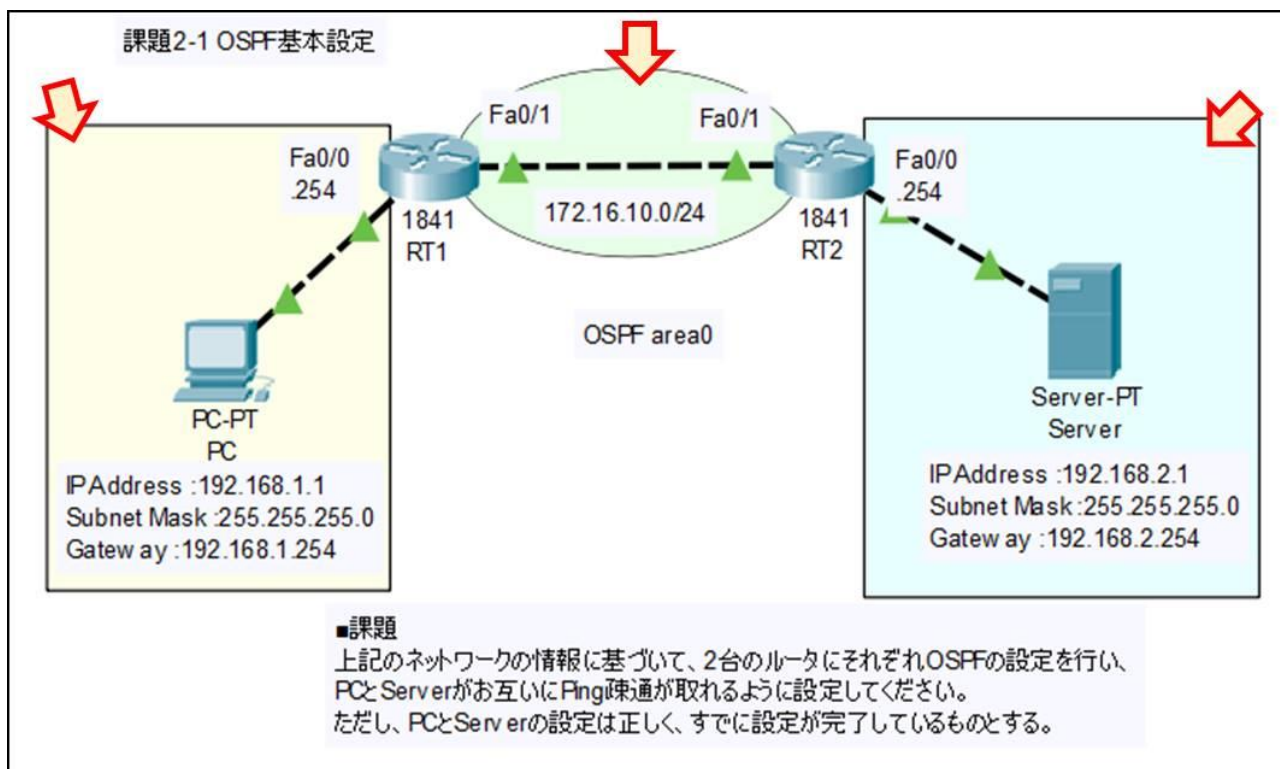 課題2-1 OSPF基本設定
Fa0/1
Fa0/1
Fa0/0
.254
Fa0/0
.254
172.16.10.0/24
1841
RT1
1841
RT2
OSPF area0
PC-PT
PC
Server-PT
Server
IPAddress :192.168.1.1
Subnet Mask :255.255.255.0
Gateway :192.168.1.254
IPAddress :192.168.2.1
Subnet Mask :255.255.255.0
Gateway :192.168.2.254
■課題
上記のネットワークの情報に基づいて、2台のルータにそれぞれOSPFの設定を行い、
PCとServerがお互いにPing疎通が取れるように設定してください。
ただし、PCとServerの設定は正しく、すでに設定が完了しているものとする。